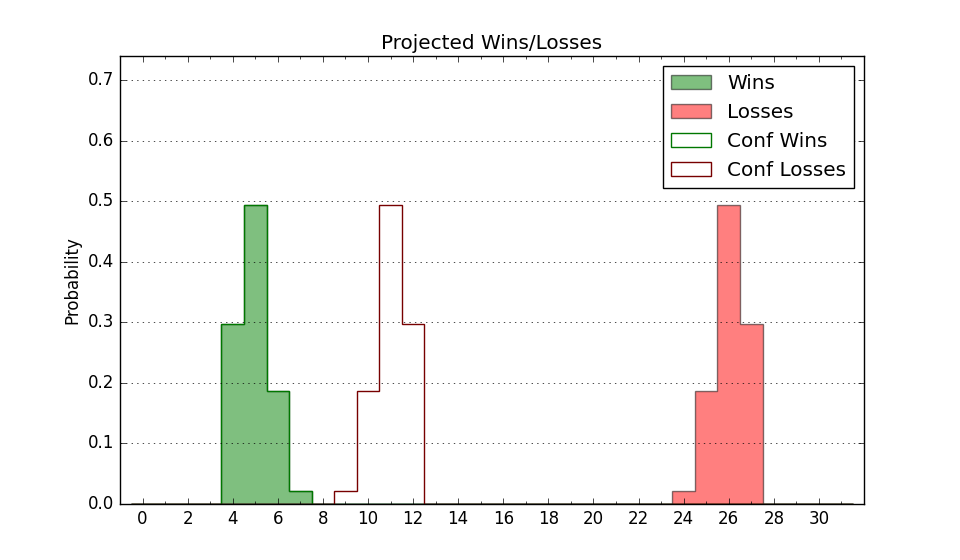 Projected Wins/Losses
Wins
Losses
Conf Wins
Conf Losses
Probability
0.7
0.6
0.5
0.4
0.3
0.2
0.1
0.0
0 2 4 6 8 10 12 14 16 18 20 22 24 26 28 30